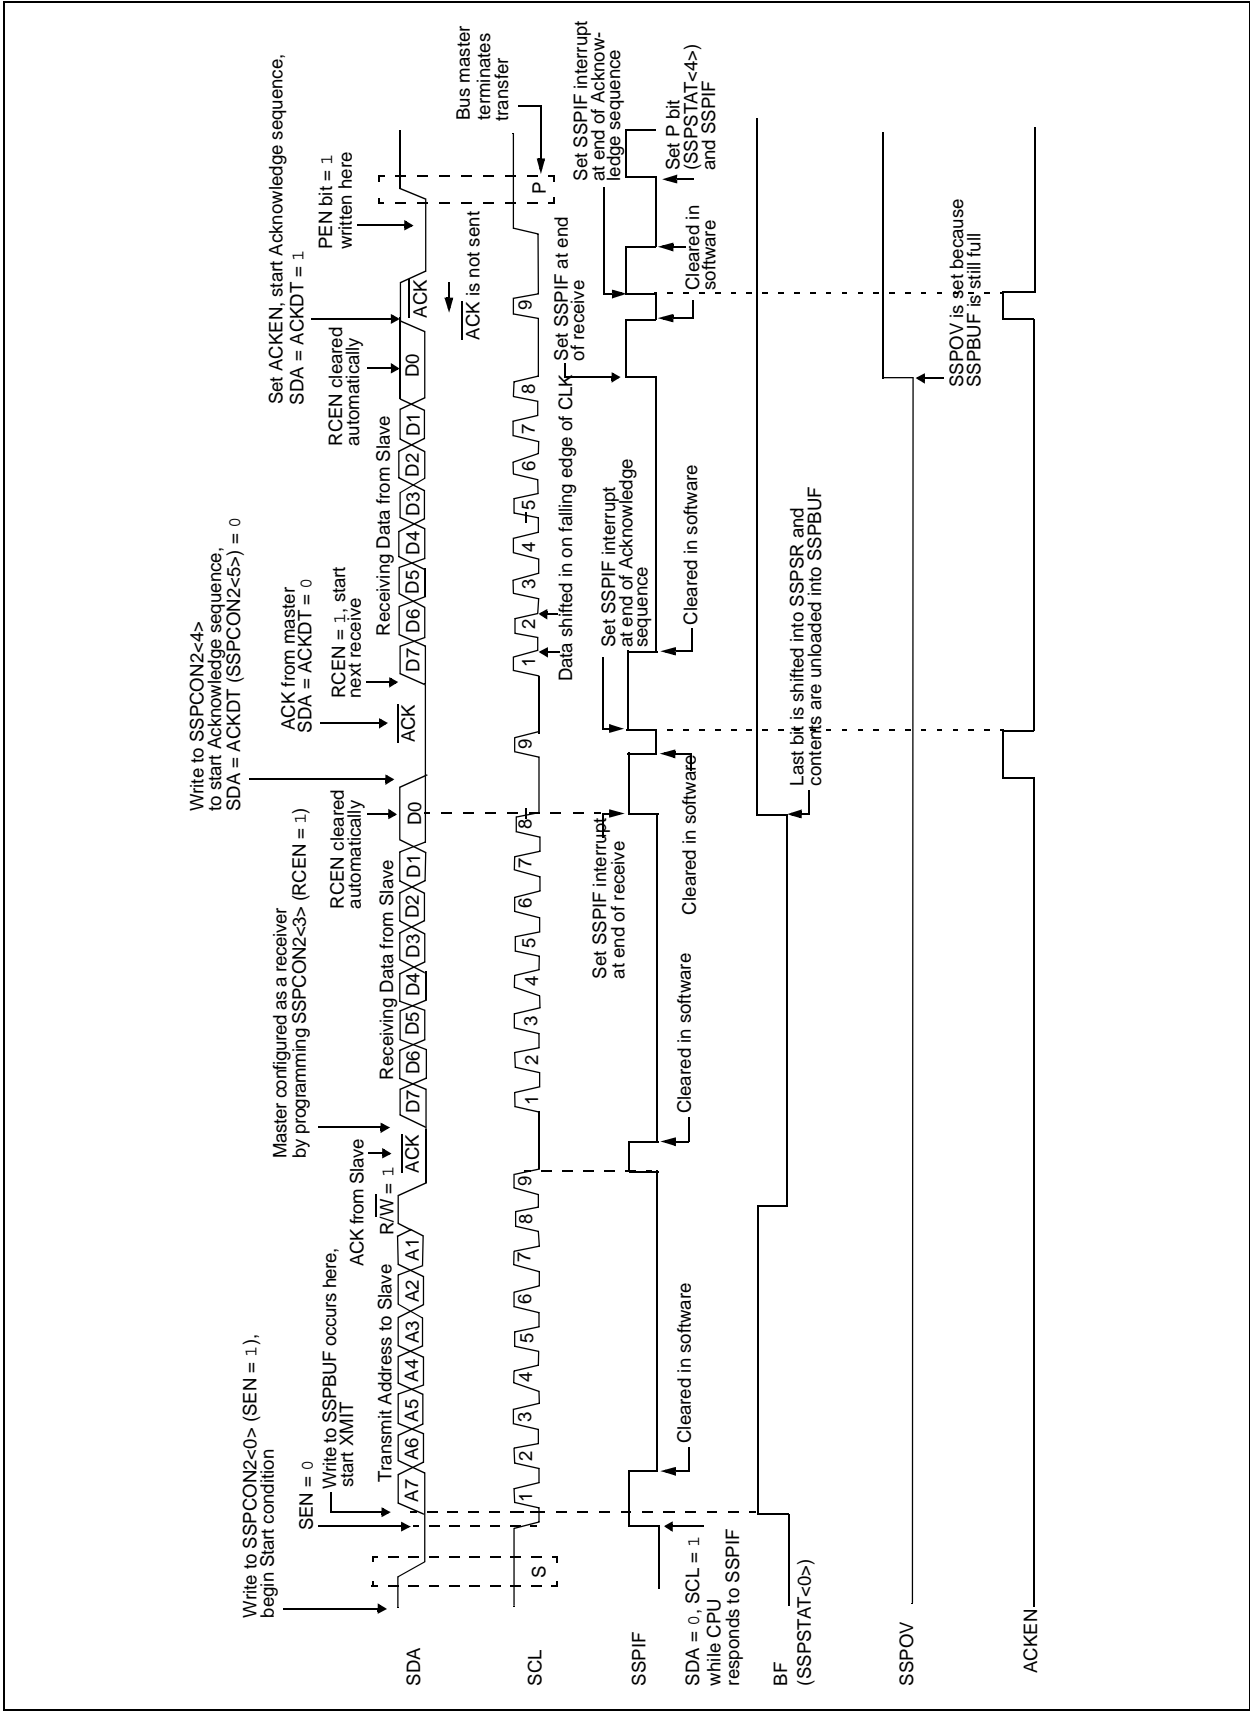 Write to SSPCON2<0> (SEN = 1),
begin Start condition
SEN = 0
Write to SSPBUF occurs here,
start XMIT
Transmit Address to Slave
R/W = 1
ACK from Slave
Master configured as a receiver
by programming SSPCON2<3> (RCEN = 1)
Receiving Data from Slave
RCEN cleared
automatically
Write to SSPCON2<4>
to start Acknowledge sequence,
SDA = ACKDT (SSPCON2<5>) = 0
ACK from master
SDA = ACKDT = 0
RCEN = 1, start
next receive
Receiving Data from Slave
RCEN cleared
automatically
Set ACKEN, start Acknowledge sequence,
SDA = ACKDT = 1
PEN bit = 1
written here
SDA
A7 A6 A5 A4 A3 A2 A1
ACK
D7 D6 D5 D4 D3 D2 D1 D0
ACK
D7 D6 D5 D4 D3 D2 D1 D0
ACK
ACK is not sent
Bus master
terminates
transfer
SCL
S
1 2 3 4 5 6 7 8 9
1 2 3 4 5 6 7 8 9
1 2 3 4 5 6 7 8 9
P
Data shifted in on falling edge of CLK
Set SSPIF at end
of receive
Set SSPIF interrupt
at end of receive
Set SSPIF interrupt
at end of Acknowledge
sequence
Set SSPIF interrupt
at end of Acknow-
ledge sequence
SSPIF
Cleared in software
Cleared in software
Cleared in software
Cleared in software
Cleared in
software
Set P bit
(SSPSTAT<4>)
and SSPIF
SDA = 0, SCL = 1
while CPU
responds to SSPIF
BF
(SSPSTAT<0>)
Last bit is shifted into SSPSR and
contents are unloaded into SSPBUF
SSPOV
SSPOV is set because
SSPBUF is still full
ACKEN